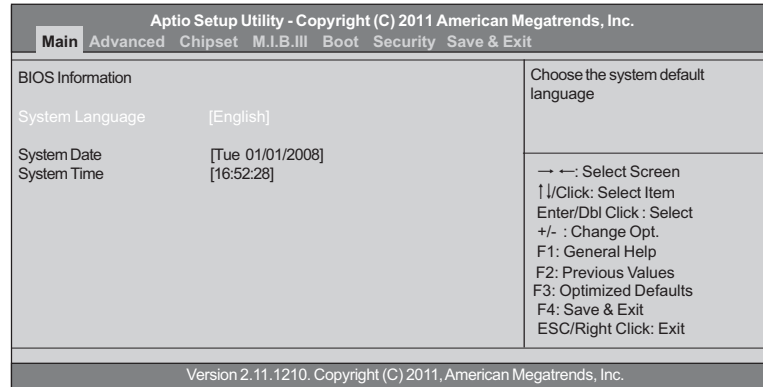 Aptio Setup Utility - Copyright (C) 2011 American Megatrends, Inc.
Main Advanced Chipset M.I.B.III Boot Security Save & Exit
BIOS Information
System Language [English]
System Date [Tue 01/01/2008]
System Time [16:52:28]
Choose the system default
language
→ ←: Select Screen
↑↓/Click: Select Item
Enter/Dbl Click : Select
+/- : Change Opt.
F1: General Help
F2: Previous Values
F3: Optimized Defaults
F4: Save & Exit
ESC/Right Click: Exit
Version 2.11.1210. Copyright (C) 2011, American Megatrends, Inc.